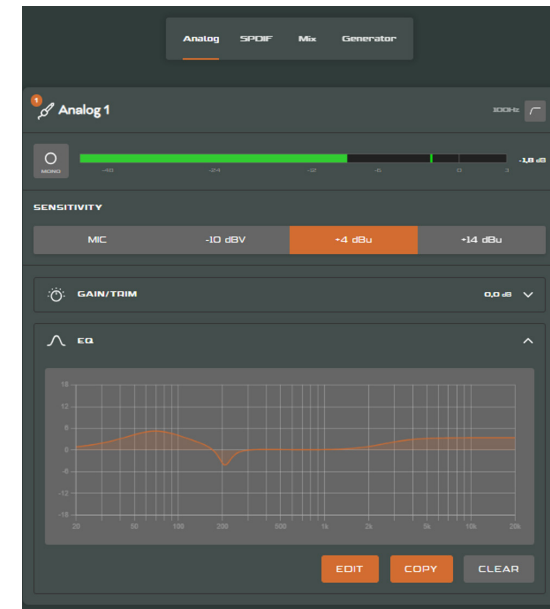 Analog SPDIF Mix Generator
1
Analog 1 100Hz
MONO -1,8 dB
-48 -24 -12 -6 0 3
SENSITIVITY
MIC -10 dBV +4 dBu +14 dBu
GAIN/TRIM 0,0 dB
EQ
18
12
6
0
-6
-12
-18
20 50 100 200 500 1k 2k 5k 10k 20k
EDIT COPY CLEAR